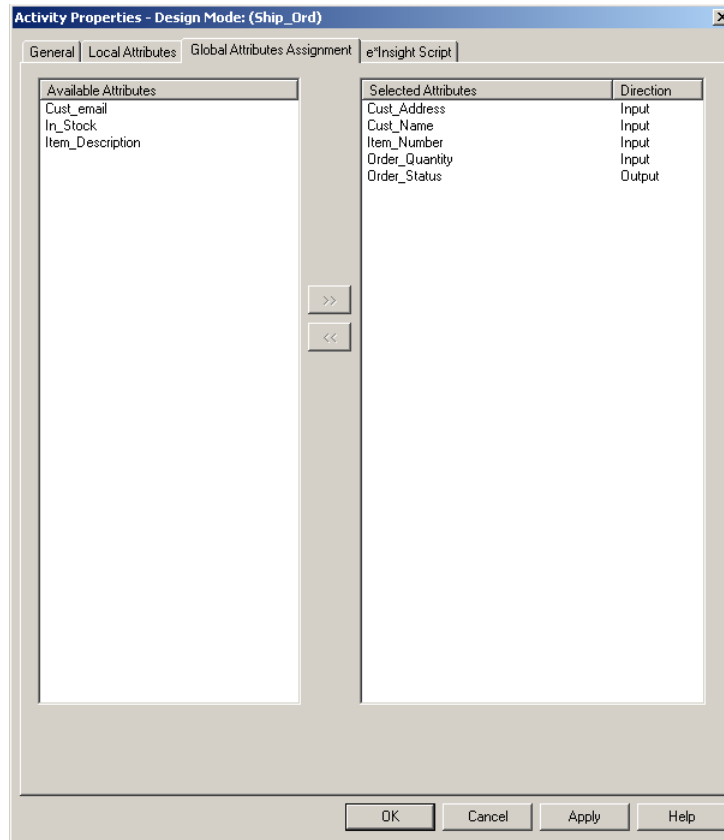 Activity Properties - Design Mode: (Ship_Ord)
General Local Attributes Global Attributes Assignment e*Insight Script
Available Attributes
Cust_email
In_Stock
Item_Description
>>
<<
Selected Attributes Direction
Cust_Address Input
Cust_Name Input
Item_Number Input
Order_Quantity Input
Order_Status Output
OK Cancel Apply Help